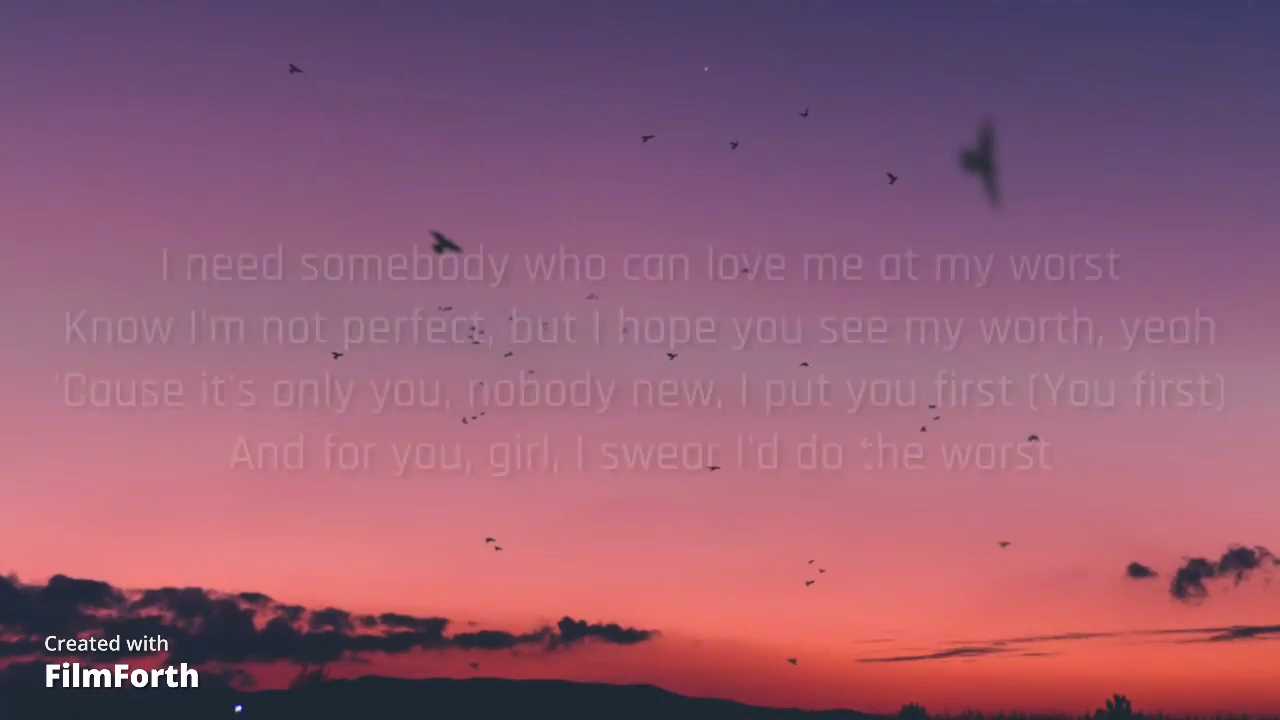 I need somebody who can love me at my worst
Know I'm not perfect, but I hope you see my worth, yeah
'Cause it's only you, nobody new, I put you first (You first)
And for you, girl, I swear I'd do the worst
Created with
FilmForth